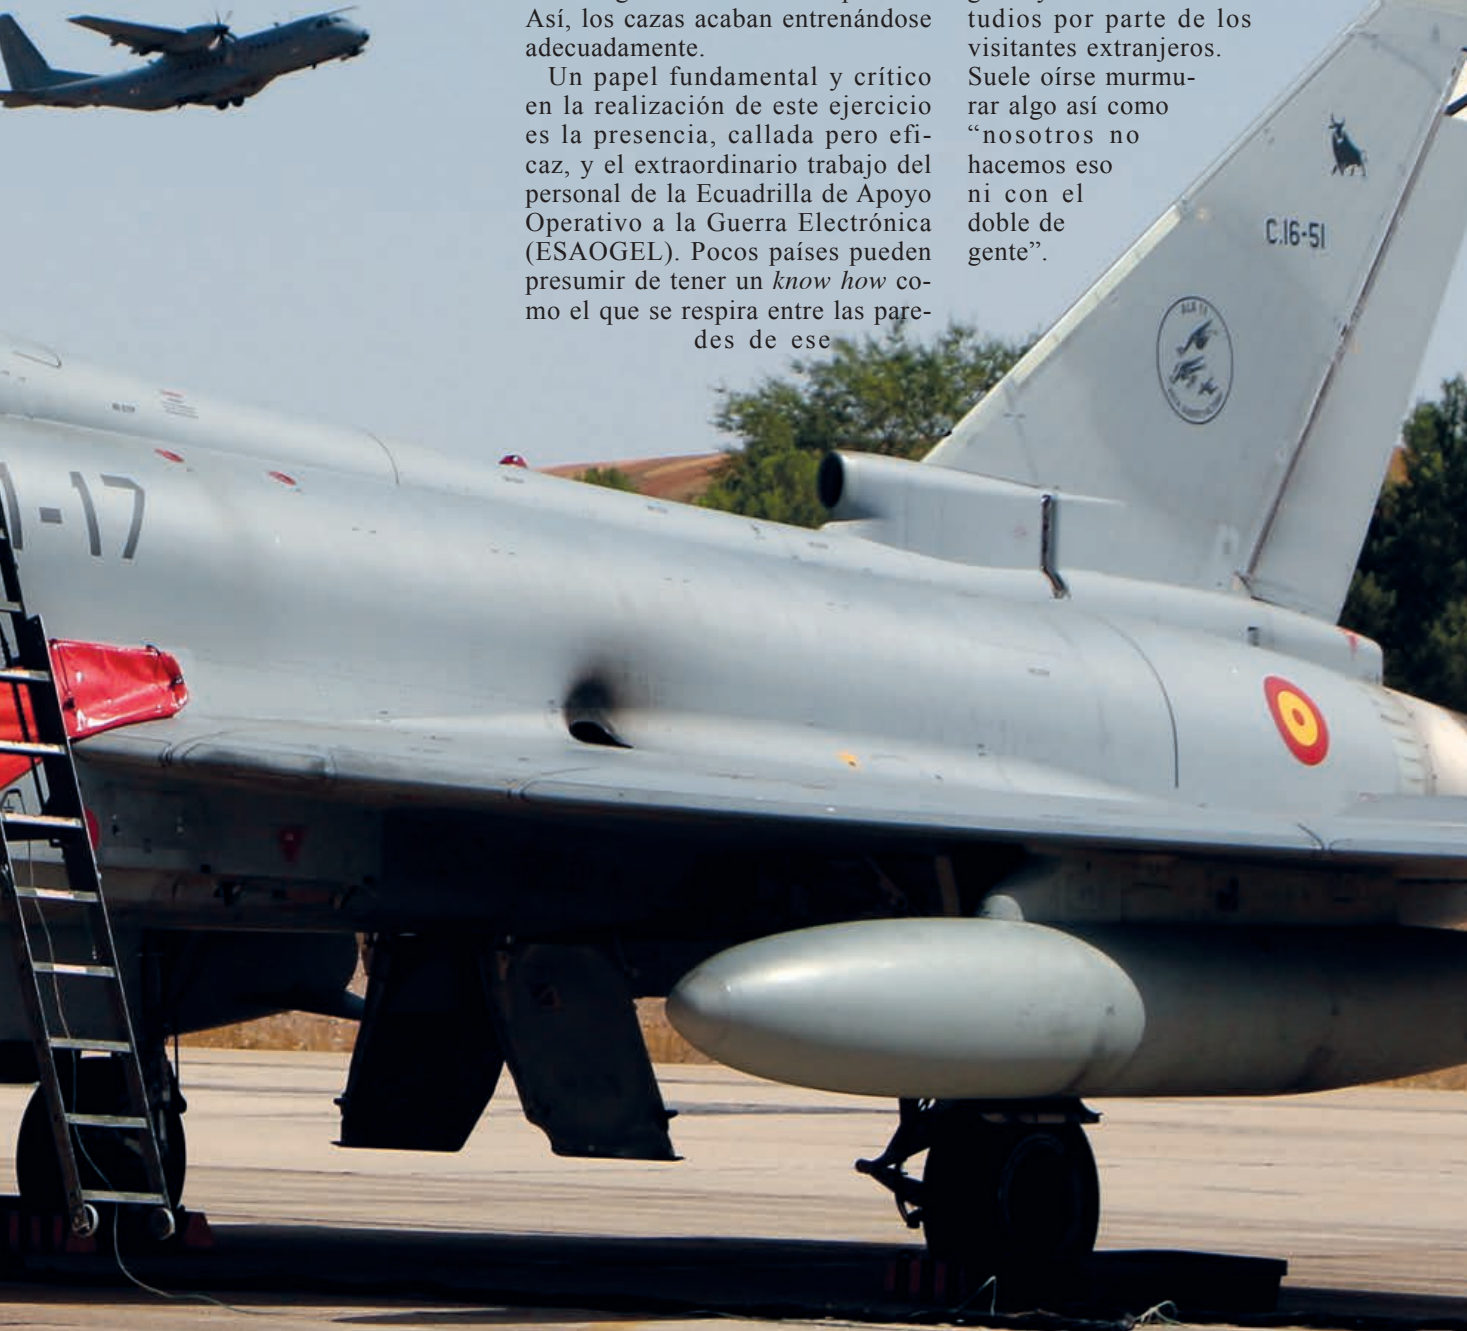 Así, los cazas acaban entrenándose
adecuadamente.
Un papel fundamental y crítico
en la realización de este ejercicio
es la presencia, callada pero efi-
caz, y el extraordinario trabajo del
personal de la Ecuadrilla de Apoyo
Operativo a la Guerra Electrónica
(ESAOGEL). Pocos países pueden
presumir de tener un know how co-
mo el que se respira entre las pare-
des de ese
tudios por parte de los
visitantes extranjeros.
Suele oírse murmu-
rar algo así como
“nosotros no
hacemos eso
ni con el
doble de
gente”.
C.16-51
ALA 11
-17